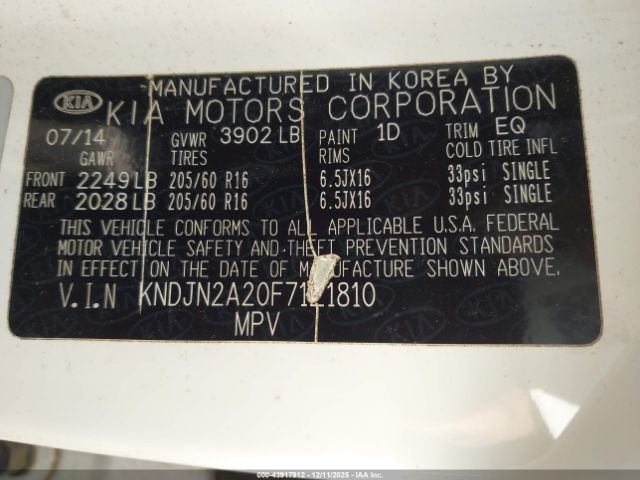 MANUFACTURED IN KOREA BY
KIA KIA MOTORS CORPORATION
07/14 GVWR 3902 LB PAINT 1D TRIM EQ
GAWR TIRES RIMS COLD TIRE INFL
FRONT 2249 LB 205/60 R16 6.5JX16 33psi SINGLE
REAR 2028 LB 205/60 R16 6.5JX16 33psi SINGLE
THIS VEHICLE CONFORMS TO ALL APPLICABLE U.S.A. FEDERAL
MOTOR VEHICLE SAFETY AND THEFT PREVENTION STANDARDS
IN EFFECT ON THE DATE OF MANUFACTURE SHOWN ABOVE.
V.I.N KNDJN2A20F7121810
MPV
000-43917912 - 12/11/2025 - IAA Inc.